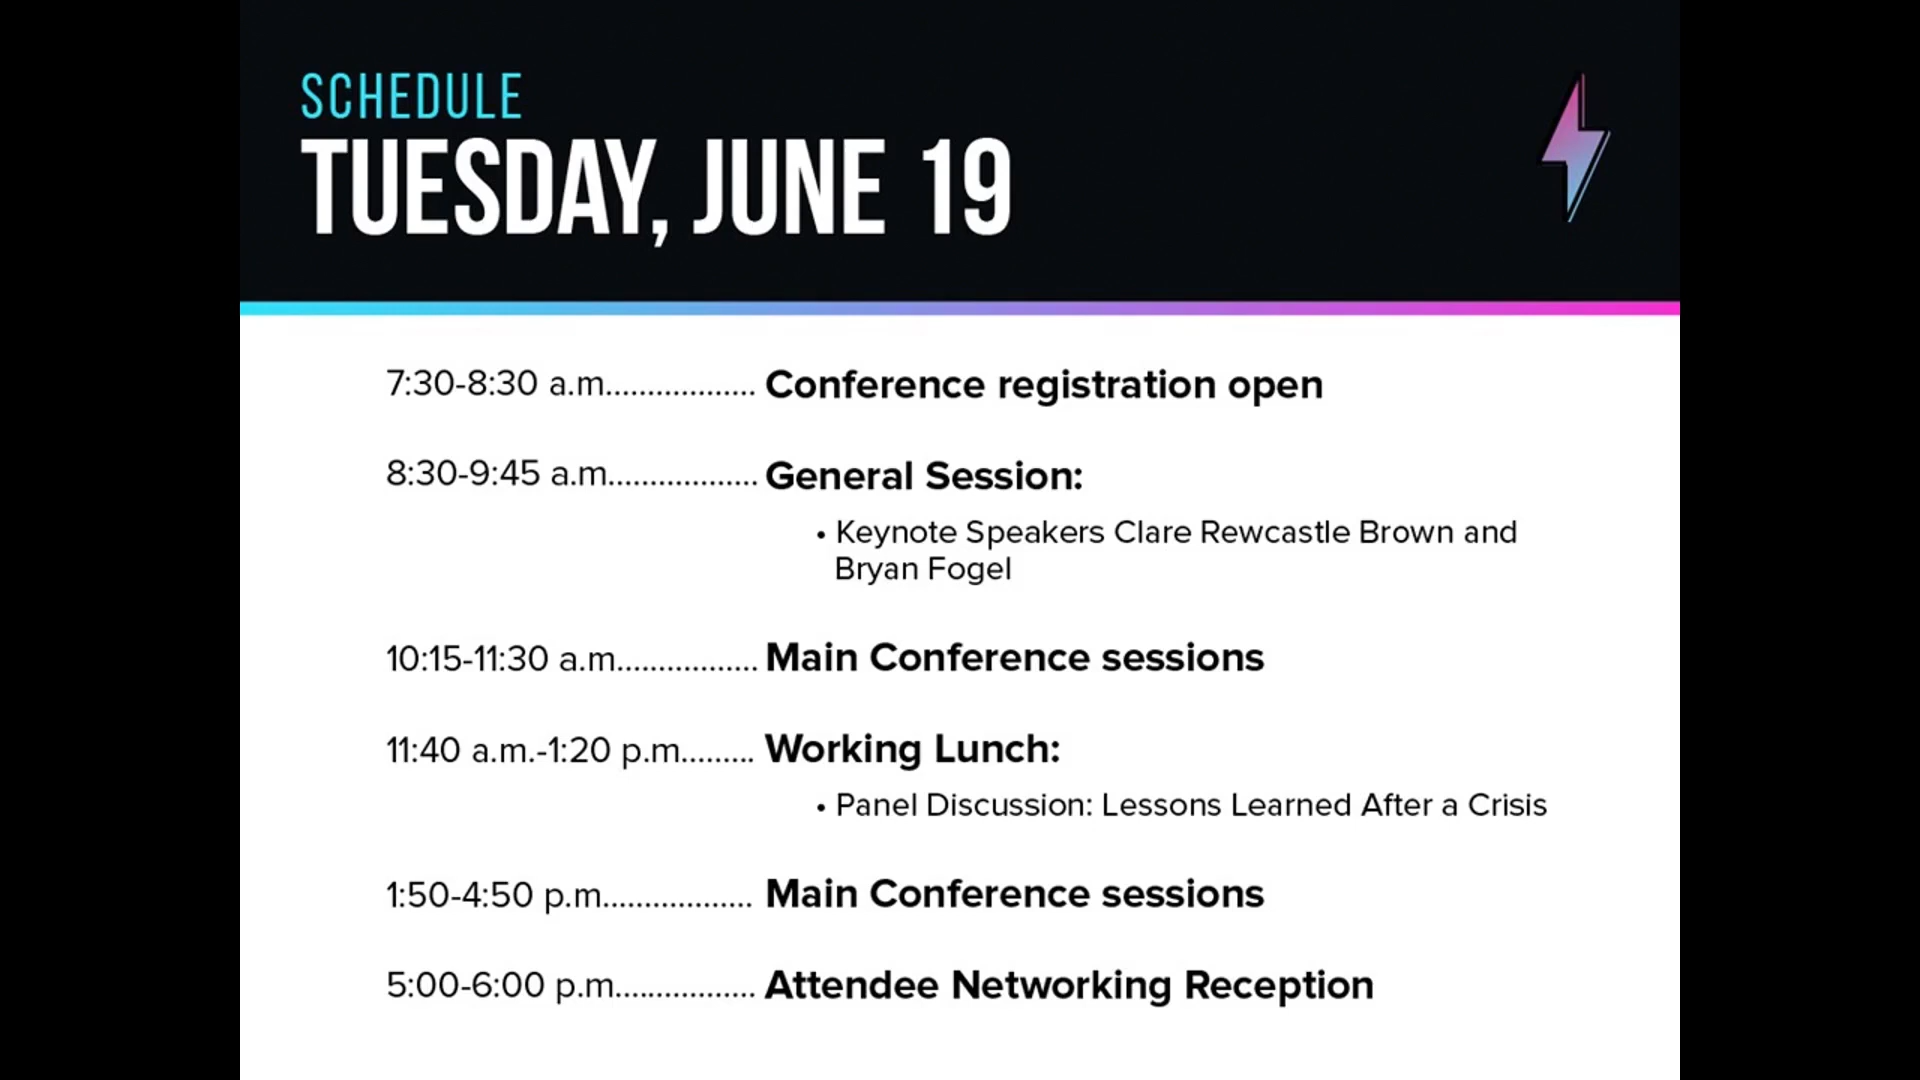 SCHEDULE
TUESDAY, JUNE 19
7:30-8:30 a.m.................. Conference registration open
8:30-9:45 a.m.................. General Session:
• Keynote Speakers Clare Rewcastle Brown and
Bryan Fogel
10:15-11:30 a.m................. Main Conference sessions
11:40 a.m.-1:20 p.m......... Working Lunch:
• Panel Discussion: Lessons Learned After a Crisis
1:50-4:50 p.m.................. Main Conference sessions
5:00-6:00 p.m................. Attendee Networking Reception